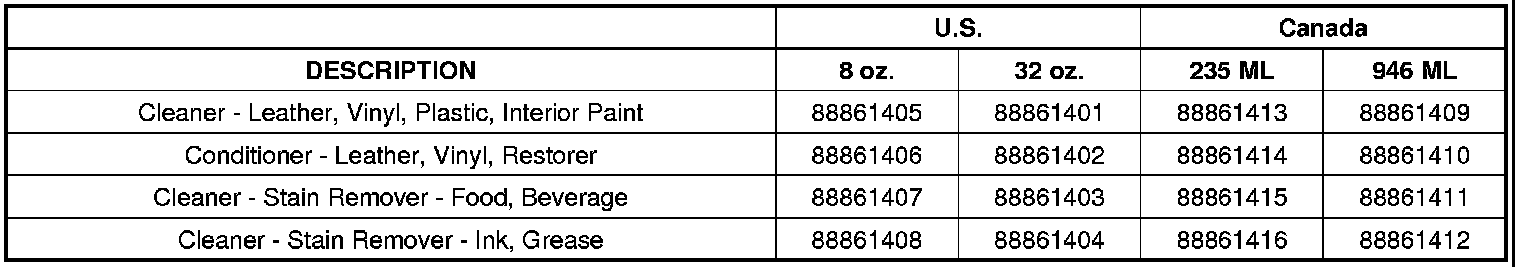 U.S. Canada
DESCRIPTION 8 oz. 32 oz. 235 ML 946 ML
Cleaner - Leather, Vinyl, Plastic, Interior Paint 88861405 88861401 88861413 88861409
Conditioner - Leather, Vinyl, Restorer 88861406 88861402 88861414 88861410
Cleaner - Stain Remover - Food, Beverage 88861407 88861403 88861415 88861411
Cleaner - Stain Remover - Ink, Grease 88861408 88861404 88861416 88861412